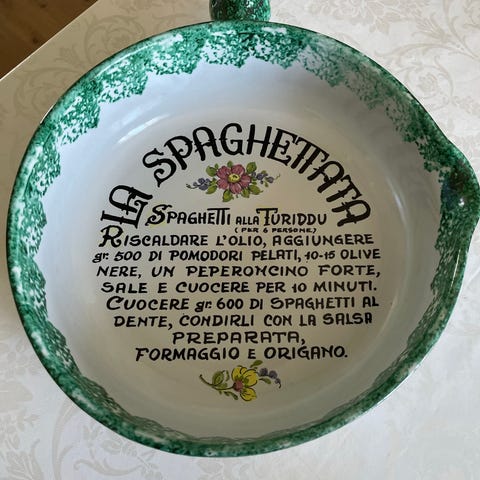 LA SPAGHETTATA
SPAGHETTI ALLA TURIDDU
(PER 6 PERSONE)
RISCALDARE L'OLIO, AGGIUNGERE
gr. 500 DI POMODORI PELATI, 10-15 OLIVE
NERE, UN PEPERONCINO FORTE,
SALE E CUOCERE PER 10 MINUTI.
CUOCERE gr. 600 DI SPAGHETTI AL
DENTE, CONDIRLI CON LA SALSA
PREPARATA,
FORMAGGIO E ORIGANO.